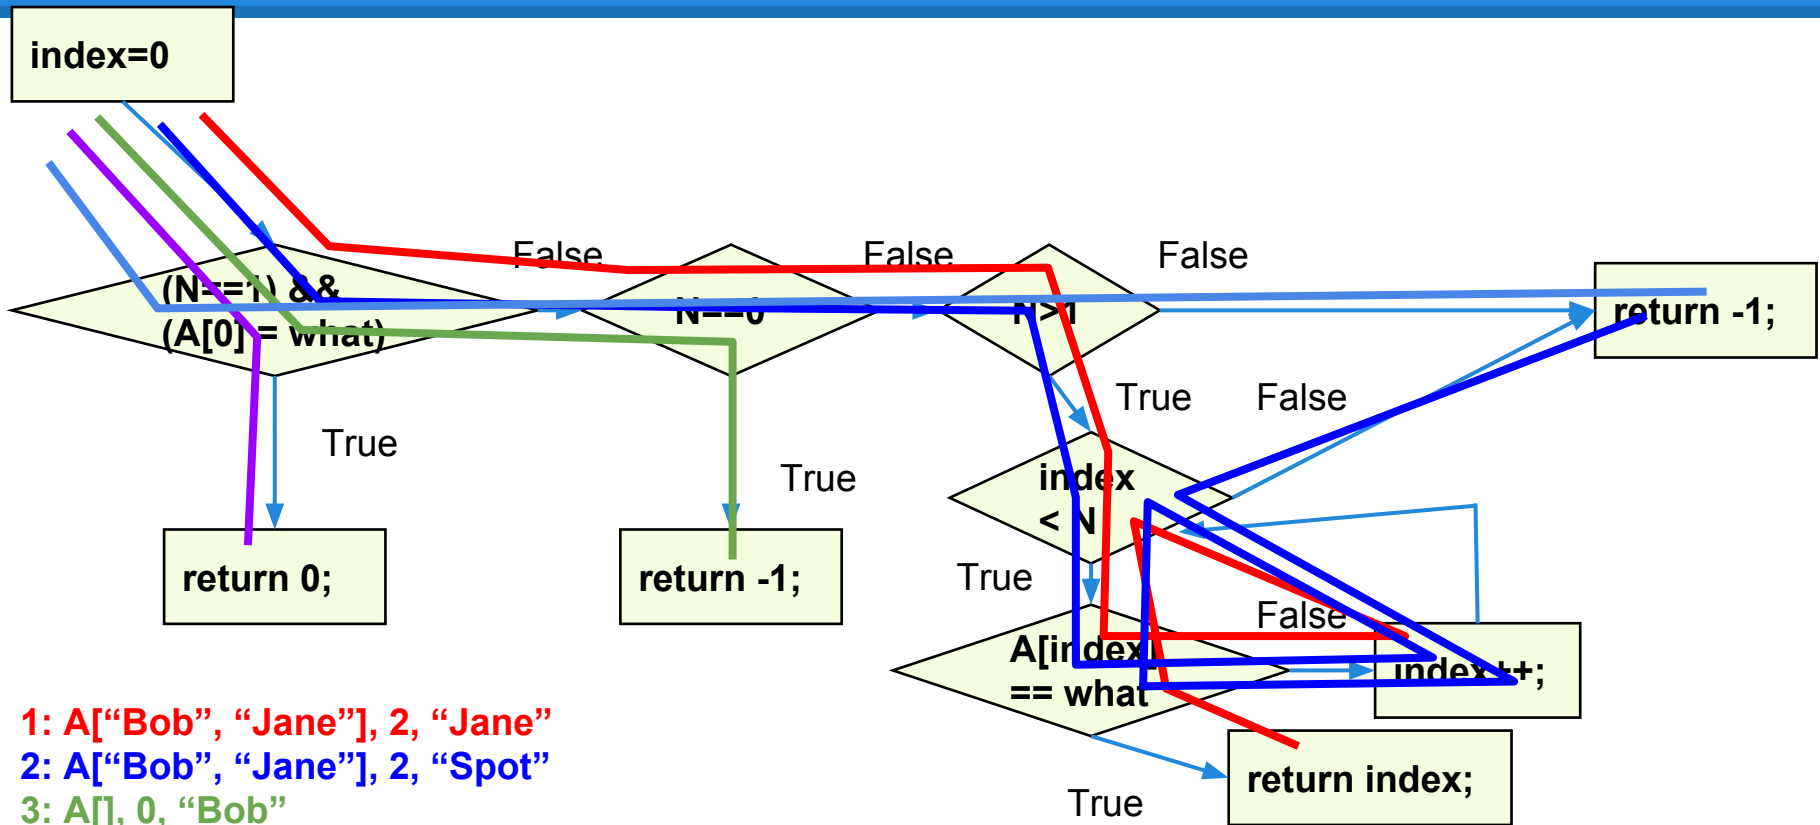 index=0
False
False
False
(N==1) &&
(A[0] = what)
N==0
N>1
return -1;
True
False
True
index
< N
True
return 0;
return -1;
True
False
A[index]
== what
index++;
1: A[“Bob”, “Jane”], 2, “Jane”
2: A[“Bob”, “Jane”], 2, “Spot”
3: A[], 0, “Bob”
return index;
True